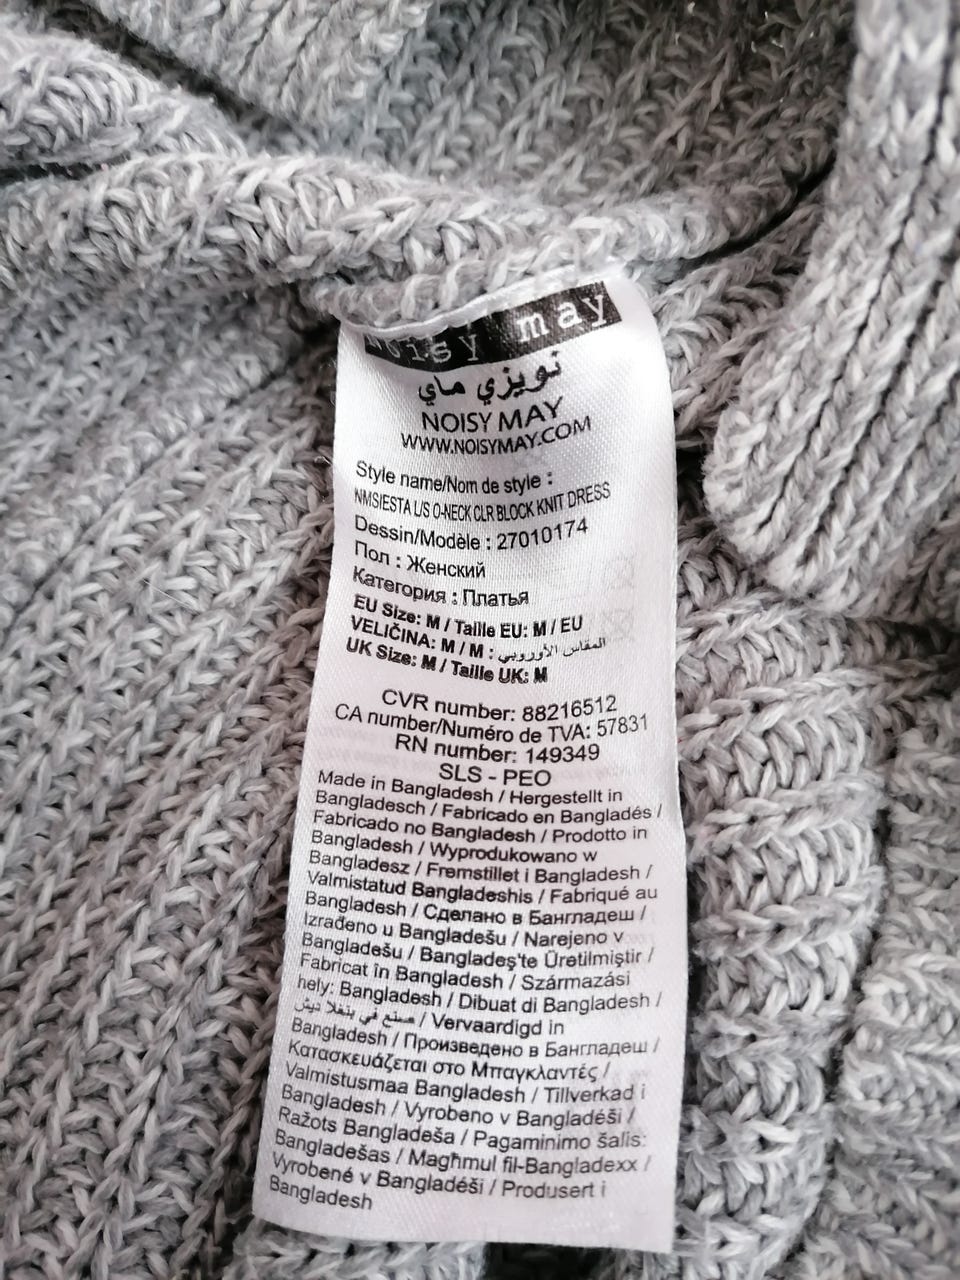 Noisy may
نويزي ماي
NOISY MAY
WWW.NOISYMAY.COM
Style name/Nom de style :
NMSIESTA L/S O-NECK CLR BLOCK KNIT DRESS
Dessin/Modèle : 27010174
Пол : Женский
Категория : Платья
EU Size: M / Taille EU: M / EU
VELIČINA: M / M : المقاس الأوروبي
UK Size: M / Taille UK: M
CVR number: 88216512
CA number/Numéro de TVA: 57831
RN number: 149349
SLS - PEO
Made in Bangladesh / Hergestellt in
Bangladesch / Fabricado en Bangladés /
Fabricado no Bangladesh / Prodotto in
Bangladesh / Wyprodukowano w
Bangladesz / Fremstillet i Bangladesh /
Valmistatud Bangladeshis / Fabriqué au
Bangladesh / Сделано в Бангладеш /
Izrađeno u Bangladešu / Narejeno v
Bangladešu / Bangladeş'te Üretilmiştir /
Fabricat în Bangladesh / Származási
hely: Bangladesh / Dibuat di Bangladesh /
صنع في بنغلا ديش / Vervaardigd in
Bangladesh / Произведено в Бангладеш /
Κατασκευάζεται στο Μπαγκλαντές /
Valmistusmaa Bangladesh / Tillverkad i
Bangladesh / Vyrobeno v Bangladéši /
Ražots Bangladeša / Pagaminimo šalis:
Bangladešas / Magħmul fil-Bangladexx /
Vyrobené v Bangladéši / Produsert i
Bangladesh